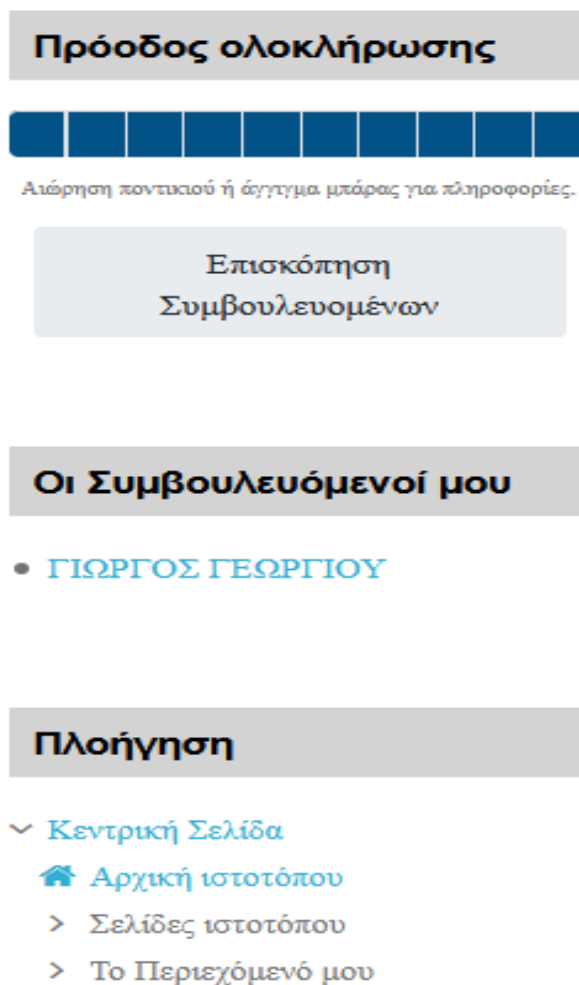 Πρόοδος ολοκλήρωσης
Αιώρηση ποντικιού ή άγγιγμα μπάρας για πληροφορίες.
Επισκόπηση
Συμβουλευομένων
Οι Συμβουλευόμενοί μου
ΓΙΩΡΓΟΣ ΓΕΩΡΓΙΟΥ
Πλοήγηση
Κεντρική Σελίδα
Αρχική ιστοτόπου
Σελίδες ιστοτόπου
Το Περιεχόμενό μου